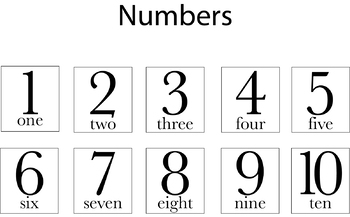 Numbers
1 2 3 4 5
one two three four five
6 7 8 9 10
six seven eight nine ten